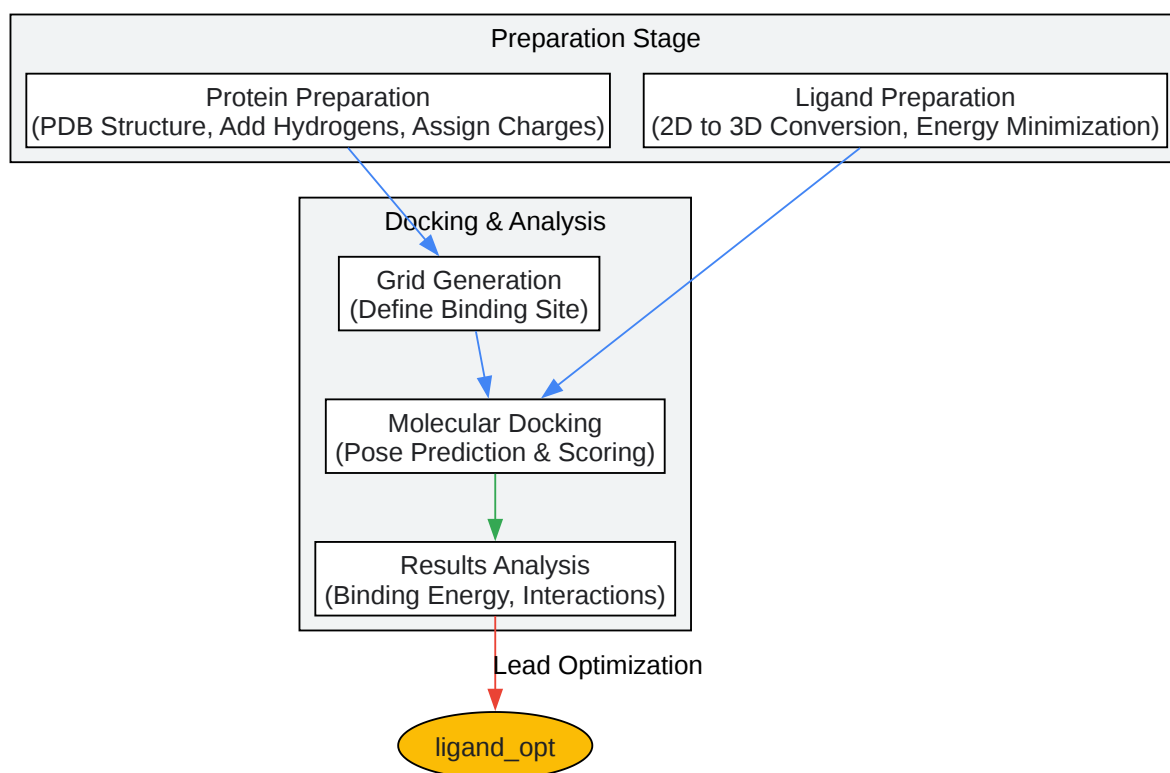 Preparation Stage
Protein Preparation
(PDB Structure, Add Hydrogens, Assign Charges)
Ligand Preparation
(2D to 3D Conversion, Energy Minimization)
Docking & Analysis
Grid Generation
(Define Binding Site)
Molecular Docking
(Pose Prediction & Scoring)
Results Analysis
(Binding Energy, Interactions)
Lead Optimization
ligand_opt